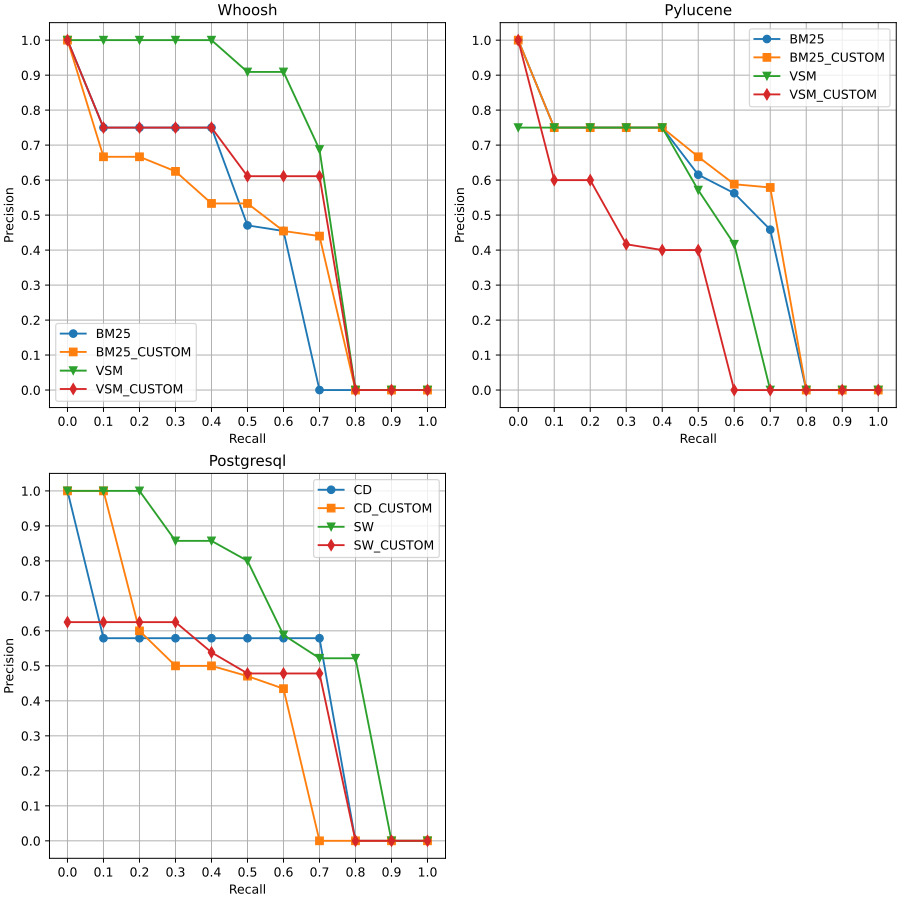 Whoosh
Precision
1.0
0.9
0.8
0.7
0.6
0.5
0.4
0.3
0.2
0.1
0.0
BM25
BM25_CUSTOM
VSM
VSM_CUSTOM
0.0 0.1 0.2 0.3 0.4 0.5 0.6 0.7 0.8 0.9 1.0
Recall
Pylucene
Precision
1.0
0.9
0.8
0.7
0.6
0.5
0.4
0.3
0.2
0.1
0.0
BM25
BM25_CUSTOM
VSM
VSM_CUSTOM
0.0 0.1 0.2 0.3 0.4 0.5 0.6 0.7 0.8 0.9 1.0
Recall
Postgresql
Precision
1.0
0.9
0.8
0.7
0.6
0.5
0.4
0.3
0.2
0.1
0.0
CD
CD_CUSTOM
SW
SW_CUSTOM
0.0 0.1 0.2 0.3 0.4 0.5 0.6 0.7 0.8 0.9 1.0
Recall